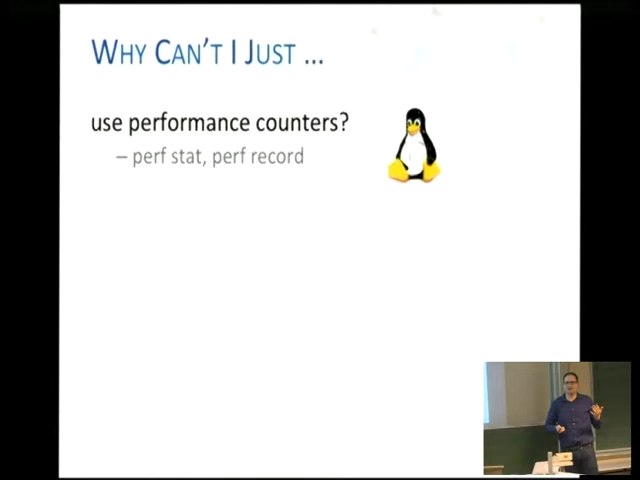 WHY CAN'T I JUST ...
use performance counters?
– perf stat, perf record